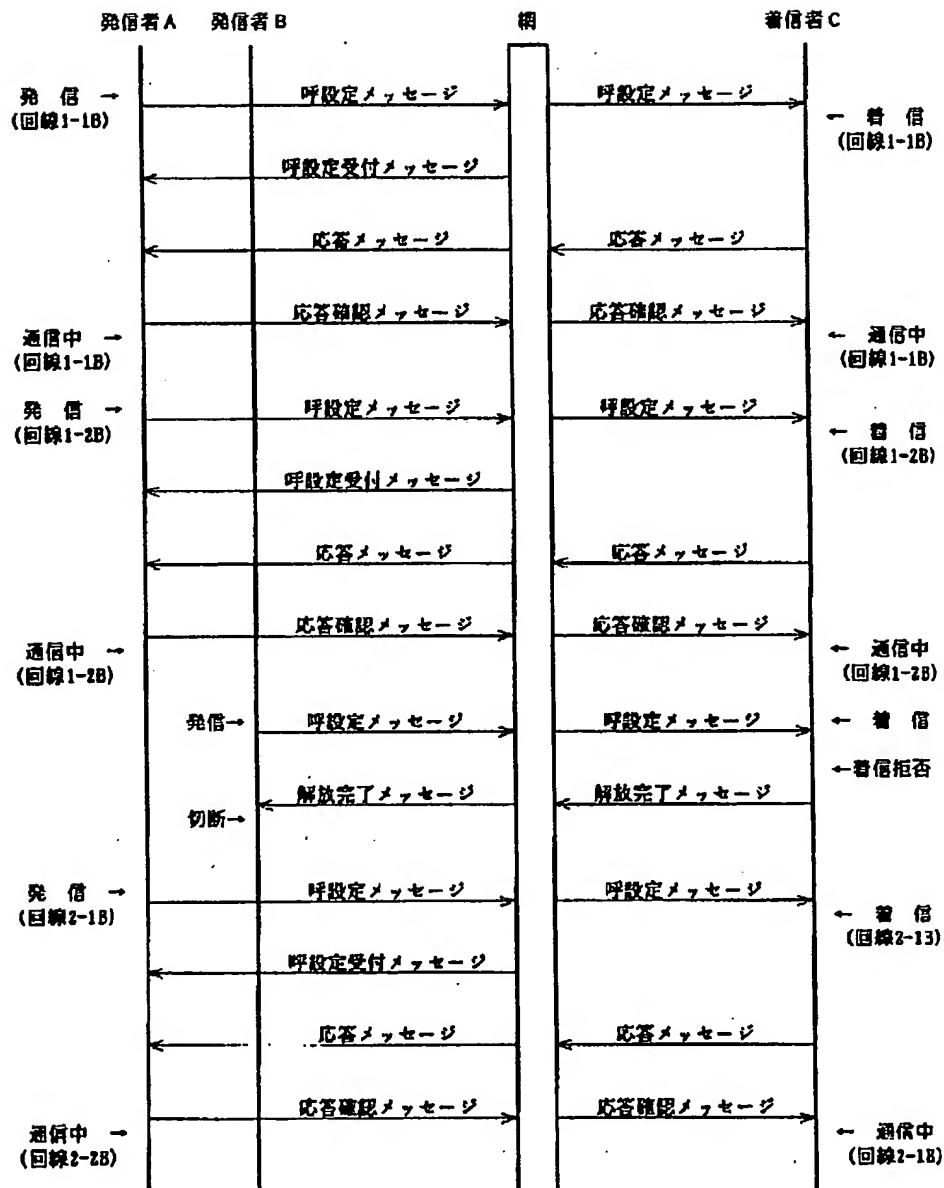 発信者A 発信者B 網 着信者C
発 信 → 呼設定メッセージ 呼設定メッセージ
(回線1-1B) ← 着 信
(回線1-1B)
呼設定受付メッセージ
応答メッセージ 応答メッセージ
応答確認メッセージ 応答確認メッセージ
通信中 → ← 通信中
(回線1-1B) (回線1-1B)
発 信 → 呼設定メッセージ 呼設定メッセージ
(回線1-2B) ← 着 信
(回線1-2B)
呼設定受付メッセージ
応答メッセージ 応答メッセージ
応答確認メッセージ 応答確認メッセージ
通信中 → ← 通信中
(回線1-2B) (回線1-2B)
発信→ 呼設定メッセージ 呼設定メッセージ ← 着 信
←着信拒否
解放完了メッセージ 解放完了メッセージ
切断→
発 信 → 呼設定メッセージ 呼設定メッセージ
(回線2-1B) ← 着 信
(回線2-13)
呼設定受付メッセージ
応答メッセージ 応答メッセージ
応答確認メッセージ 応答確認メッセージ
通信中 → ← 通信中
(回線2-2B) (回線2-1B)